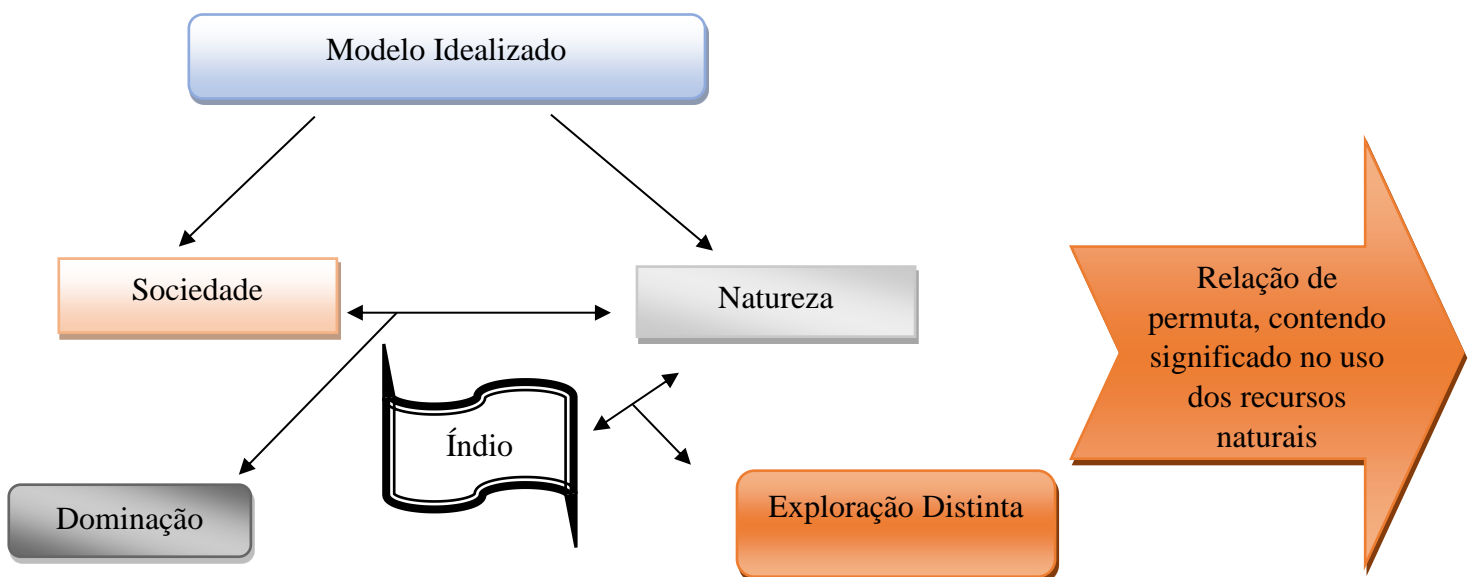 Modelo Idealizado
Sociedade
Natureza
Relação de
permuta, contendo
significado no uso
dos recursos
naturais
Índio
Dominação
Exploração Distinta